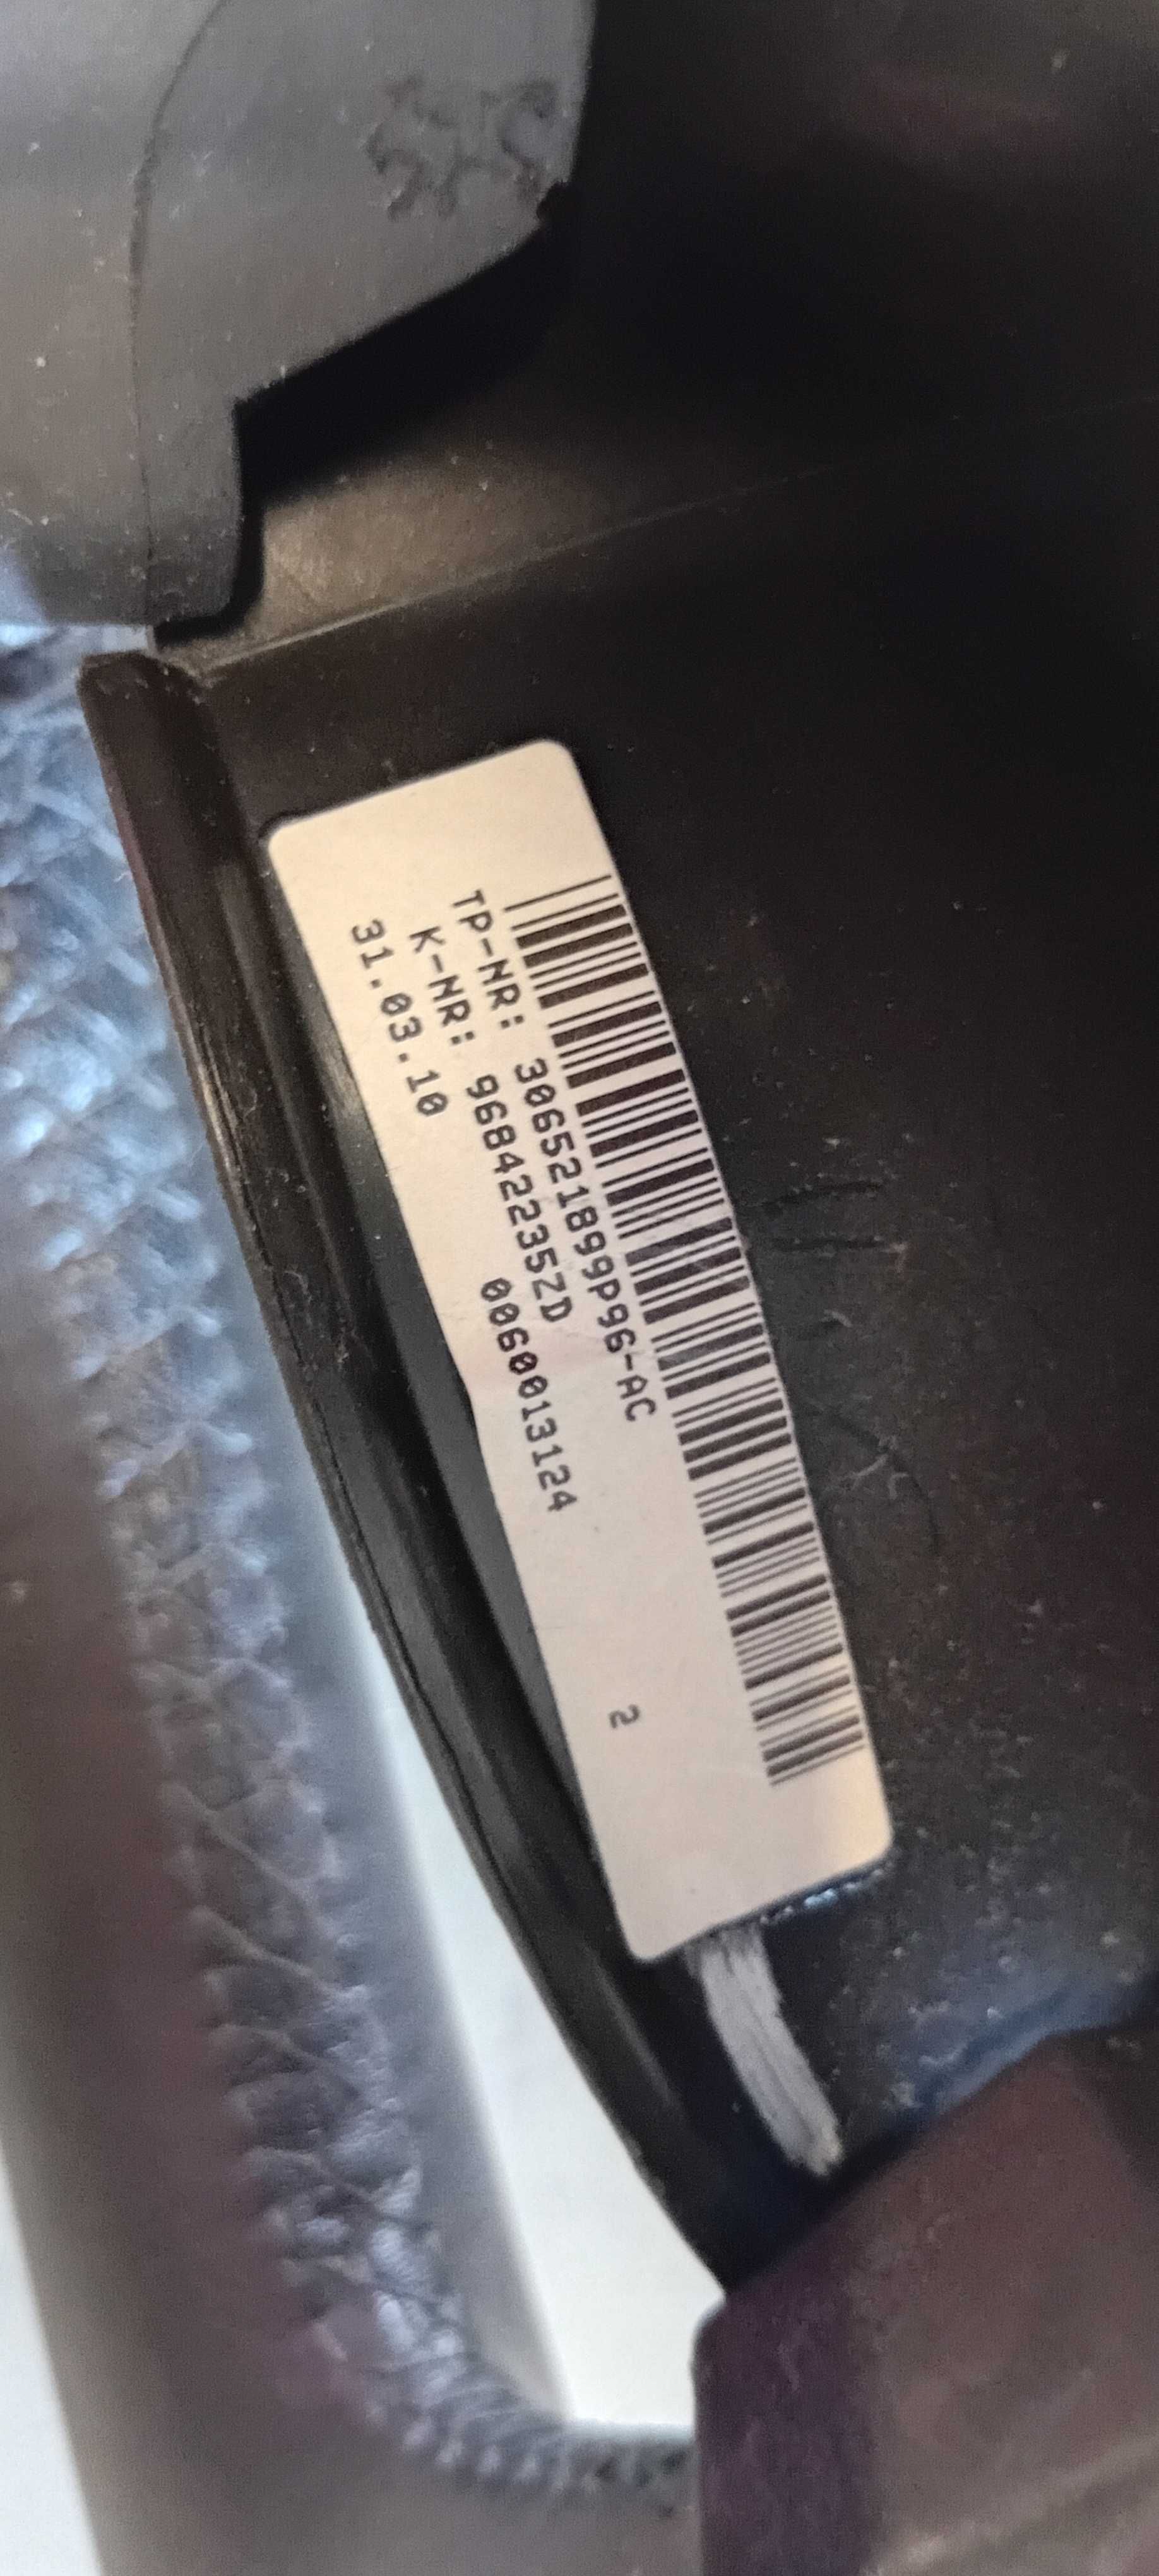 TP-NR: 306521899P96-AC
K-NR: 96842235ZD
31.03.10 0060013124
2